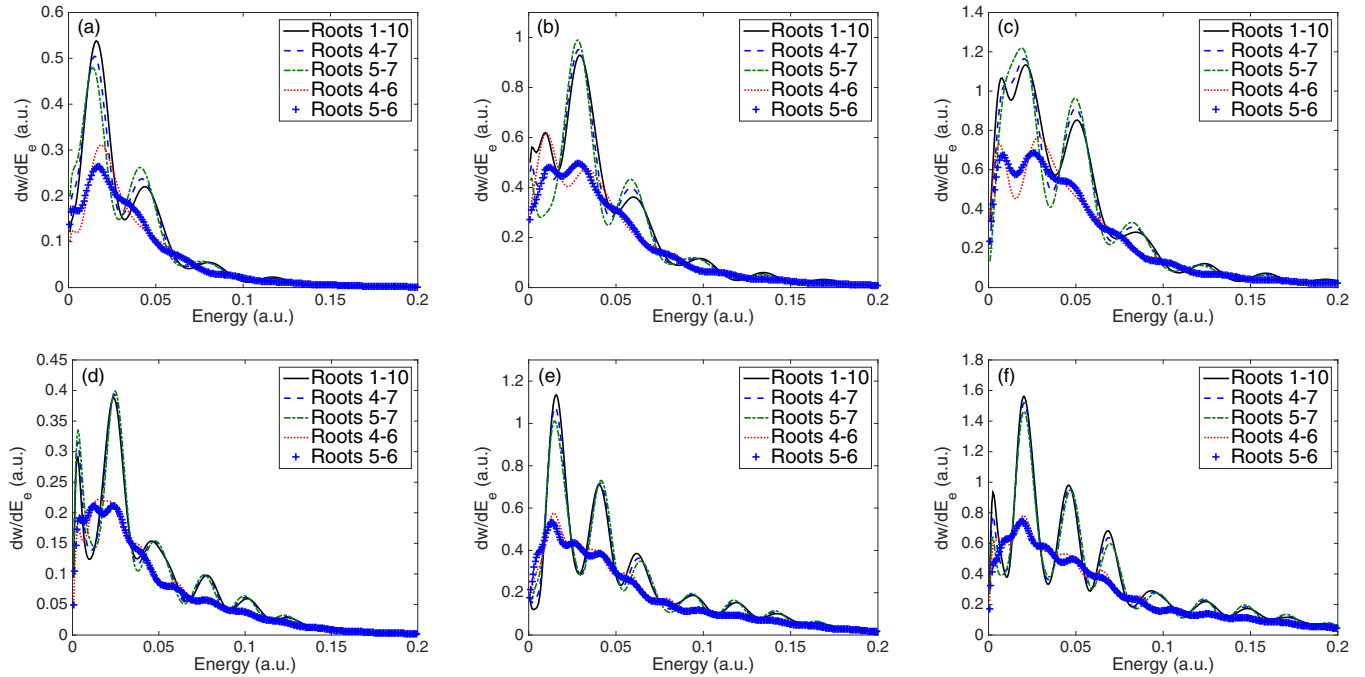 (a)
Roots 1-10
Roots 4-7
Roots 5-7
Roots 4-6
Roots 5-6
0.6
0.5
0.4
0.3
0.2
0.1
0
dw/dE_e (a.u.)
0 0.05 0.1 0.15 0.2
Energy (a.u.)
(b)
Roots 1-10
Roots 4-7
Roots 5-7
Roots 4-6
Roots 5-6
1
0.8
0.6
0.4
0.2
0
dw/dE_e (a.u.)
0 0.05 0.1 0.15 0.2
Energy (a.u.)
(c)
Roots 1-10
Roots 4-7
Roots 5-7
Roots 4-6
Roots 5-6
1.4
1.2
1
0.8
0.6
0.4
0.2
0
dw/dE_e (a.u.)
0 0.05 0.1 0.15 0.2
Energy (a.u.)
(d)
Roots 1-10
Roots 4-7
Roots 5-7
Roots 4-6
Roots 5-6
0.45
0.4
0.35
0.3
0.25
0.2
0.15
0.1
0.05
0
dw/dE_e (a.u.)
0 0.05 0.1 0.15 0.2
Energy (a.u.)
(e)
Roots 1-10
Roots 4-7
Roots 5-7
Roots 4-6
Roots 5-6
1.2
1
0.8
0.6
0.4
0.2
0
dw/dE_e (a.u.)
0 0.05 0.1 0.15 0.2
Energy (a.u.)
(f)
Roots 1-10
Roots 4-7
Roots 5-7
Roots 4-6
Roots 5-6
1.8
1.6
1.4
1.2
1
0.8
0.6
0.4
0.2
0
dw/dE_e (a.u.)
0 0.05 0.1 0.15 0.2
Energy (a.u.)